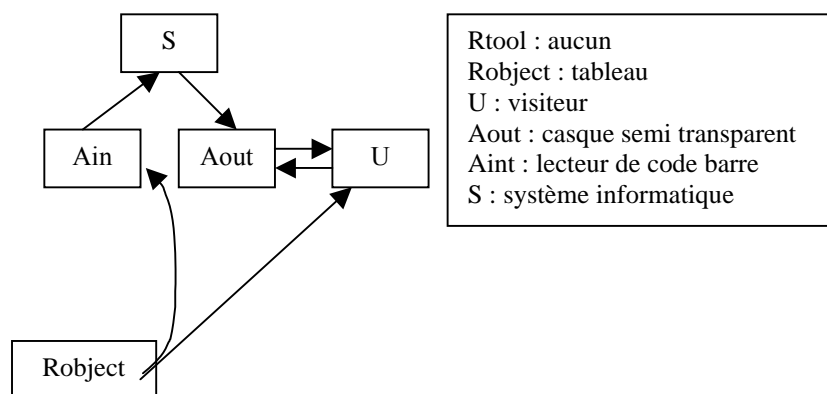 S
Ain
Aout
U
Robject
Rtool : aucun
Robject : tableau
U : visiteur
Aout : casque semi transparent
Aint : lecteur de code barre
S : système informatique